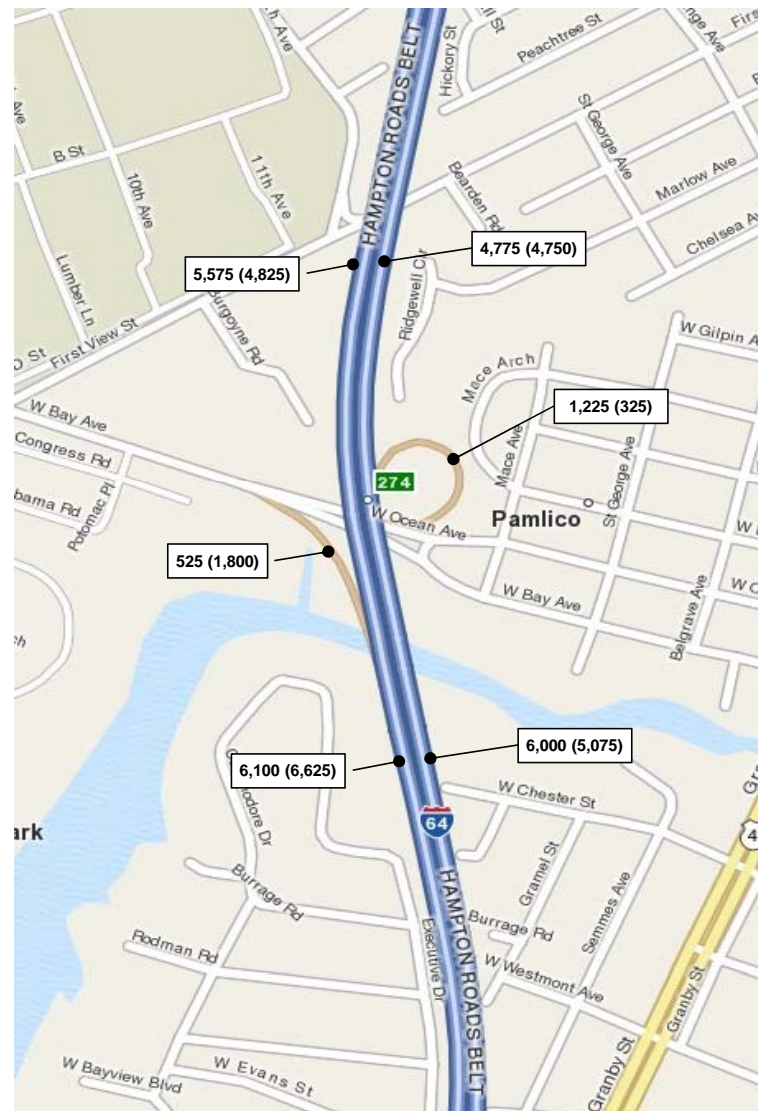 HAMPTON ROADS BELT
Hickory St
Peachtree St
B St
10th Ave
11th Ave
St George Ave
Bearden Rd
Marlow Ave
Lumber Ln
5,575 (4,825)
4,775 (4,750)
Burgoyne Rd
Ridgewell Cir
First View St
D St
W Gilpin A
Mace Arch
1,225 (325)
W Bay Ave
Congress Rd
bama Rd
Potomac Pl
274
Mace Ave
St George Ave
W Ocean Ave
Pamlico
525 (1,800)
W Bay Ave
Belgrave Ave
6,100 (6,625)
6,000 (5,075)
W Chester St
64
ark
Burrage Rd
Gramel St
Semmes Ave
HAMPTON ROADS BELT
Burrage Rd
Rodman Rd
Executive Dr
W Westmont Ave
Granby St
Granby St
W Bayview Blvd
W Evans St